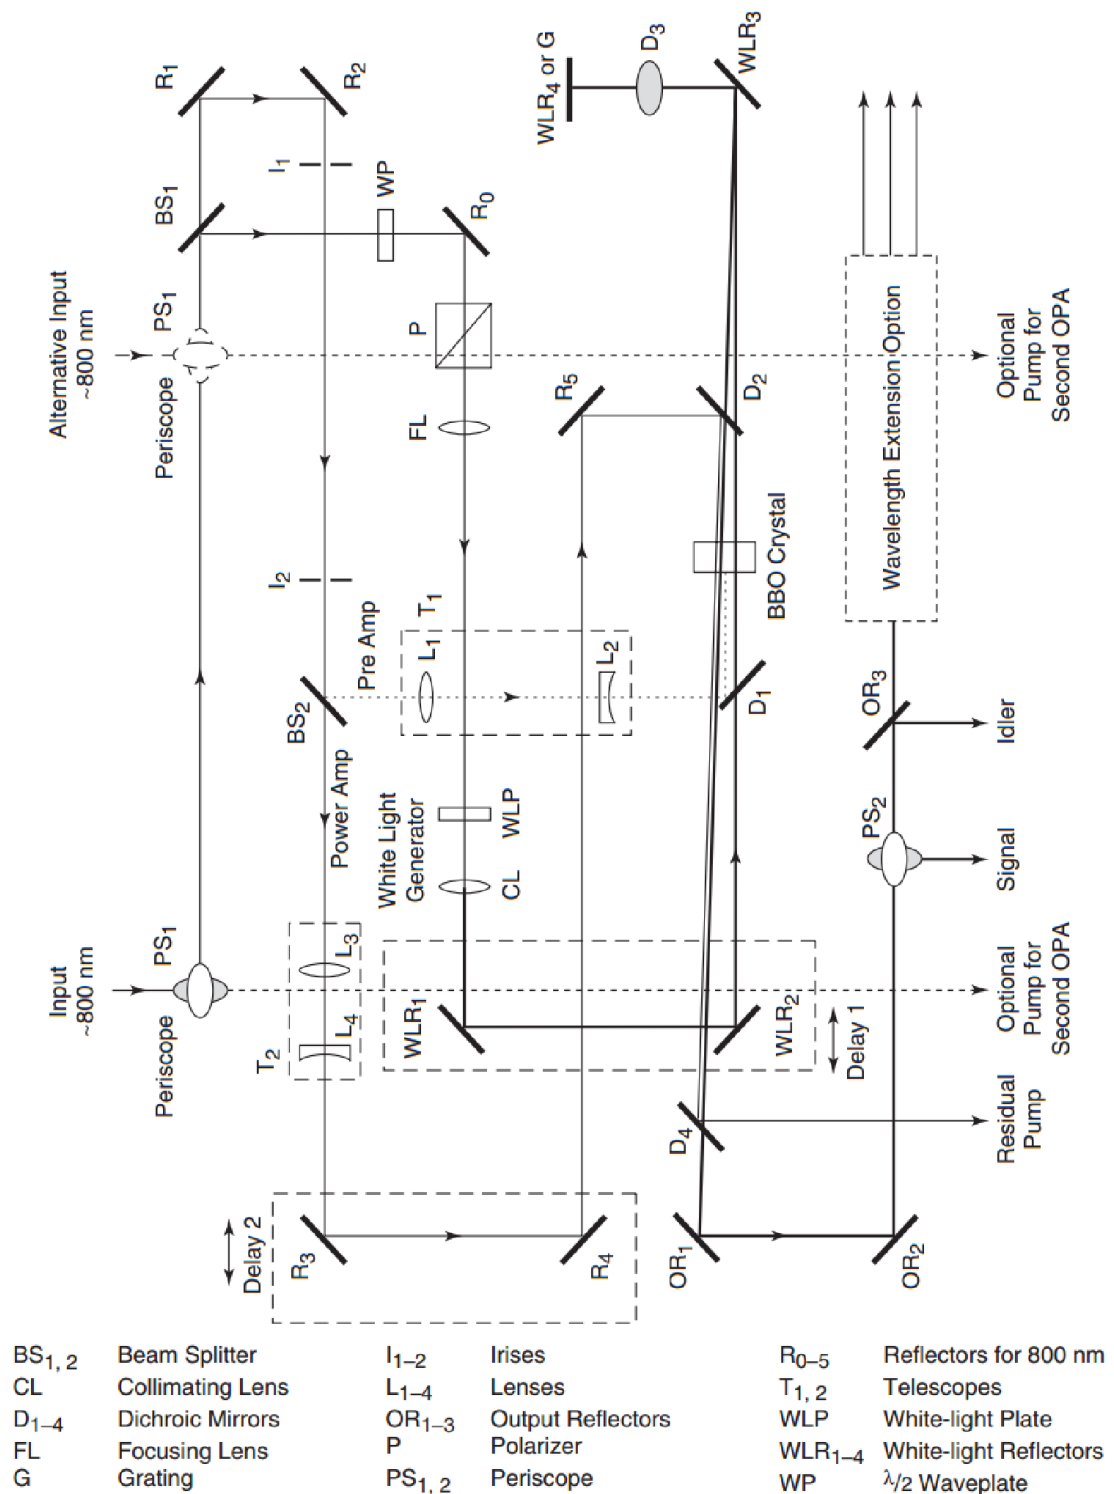 Alternative Input
~800 nm
Input
~800 nm
R1
R2
BS1
I1
WP
R0
PS1
Periscope
P
FL
I2
Pre Amp
T1
L1
L2
BS2
Power Amp
White Light
Generator
WLP
CL
PS1
Periscope
T2
L3
L4
WLR1
WLR2
Delay 1
Delay 2
R3
R4
R5
D2
BBO Crystal
D1
WLR4 or G
D3
WLR3
D4
OR1
OR2
PS2
OR3
Wavelength Extension Option
Optional
Pump for
Second OPA
Idler
Signal
Optional
Pump for
Second OPA
Residual
Pump
BS1, 2 Beam Splitter I1–2 Irises R0–5 Reflectors for 800 nm
CL Collimating Lens L1–4 Lenses T1, 2 Telescopes
D1–4 Dichroic Mirrors OR1–3 Output Reflectors WLP White-light Plate
FL Focusing Lens P Polarizer WLR1–4 White-light Reflectors
G Grating PS1, 2 Periscope WP λ/2 Waveplate